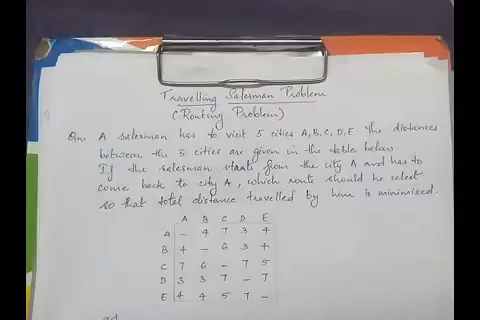 Travelling Salesman Problem
(Routing Problem)
Qn. A salesman has to visit 5 cities A, B, C, D, E. The distances
between the 5 cities are given in the table below.
If the salesman starts from the city A and has to
come back to city A, which route should he select
so that total distance travelled by him is minimised.
A B C D E
A - 4 7 3 4
B 4 - 6 3 4
C 7 6 - 7 5
D 3 3 7 - 7
E 4 4 5 7 -